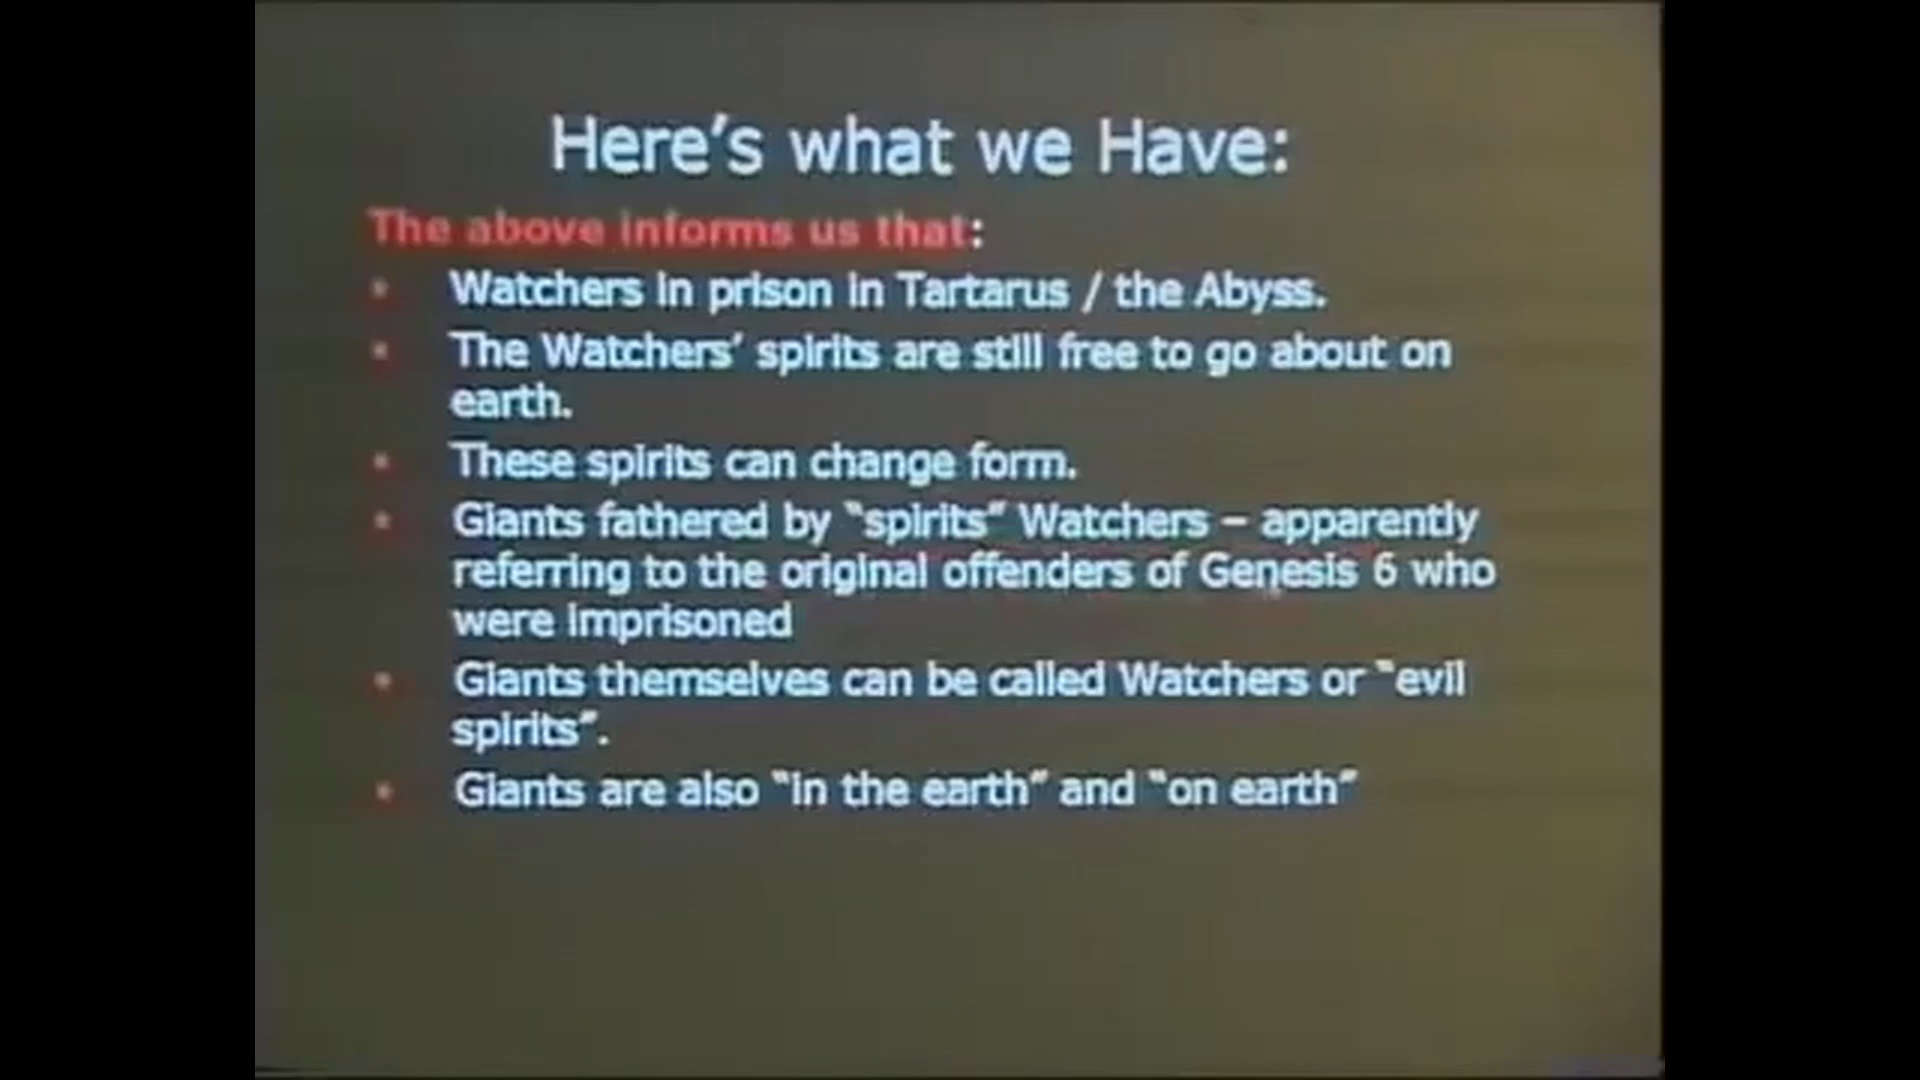 Here's what we Have:
The above informs us that:
• Watchers in prison in Tartarus / the Abyss.
• The Watchers' spirits are still free to go about on
earth.
• These spirits can change form.
• Giants fathered by “spirits” Watchers – apparently
referring to the original offenders of Genesis 6 who
were imprisoned
• Giants themselves can be called Watchers or “evil
spirits”.
• Giants are also “in the earth” and “on earth”